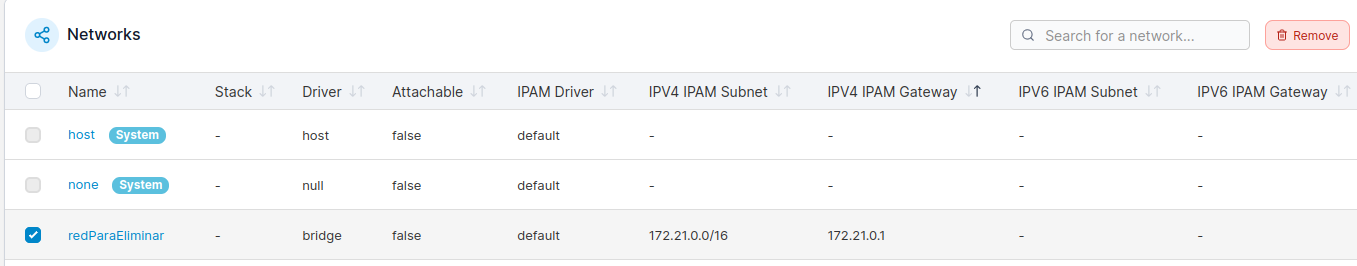 Networks Search for a network... Remove
Name Stack Driver Attachable IPAM Driver IPV4 IPAM Subnet IPV4 IPAM Gateway IPV6 IPAM Subnet IPV6 IPAM Gateway
host System - host false default - - - -
none System - null false default - - - -
redParaEliminar - bridge false default 172.21.0.0/16 172.21.0.1 - -